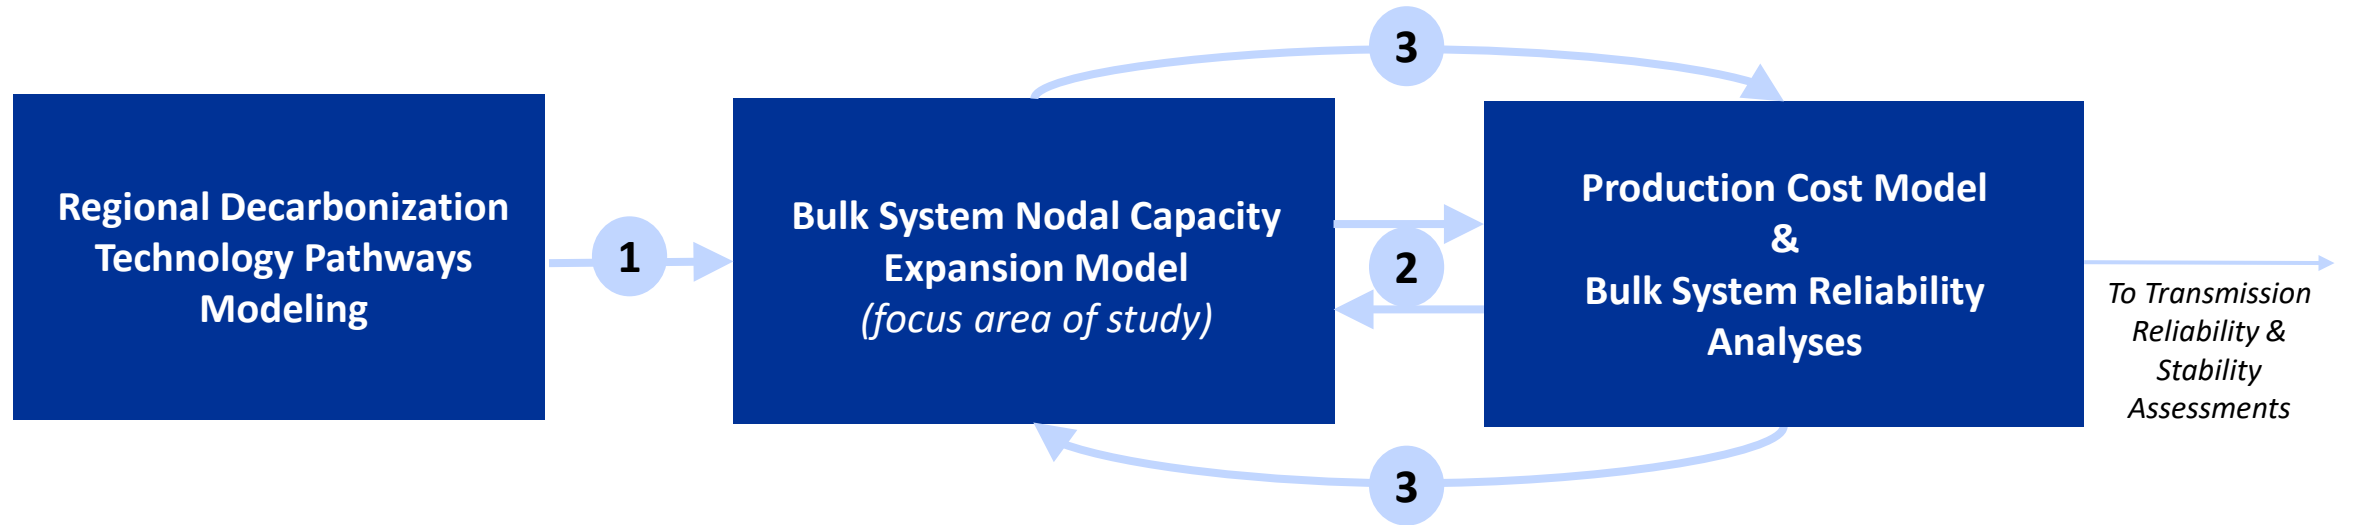 3
Regional Decarbonization
Technology Pathways
Modeling
1
Bulk System Nodal Capacity
Expansion Model
(focus area of study)
2
Production Cost Model
&
Bulk System Reliability
Analyses
To Transmission
Reliability &
Stability
Assessments
3